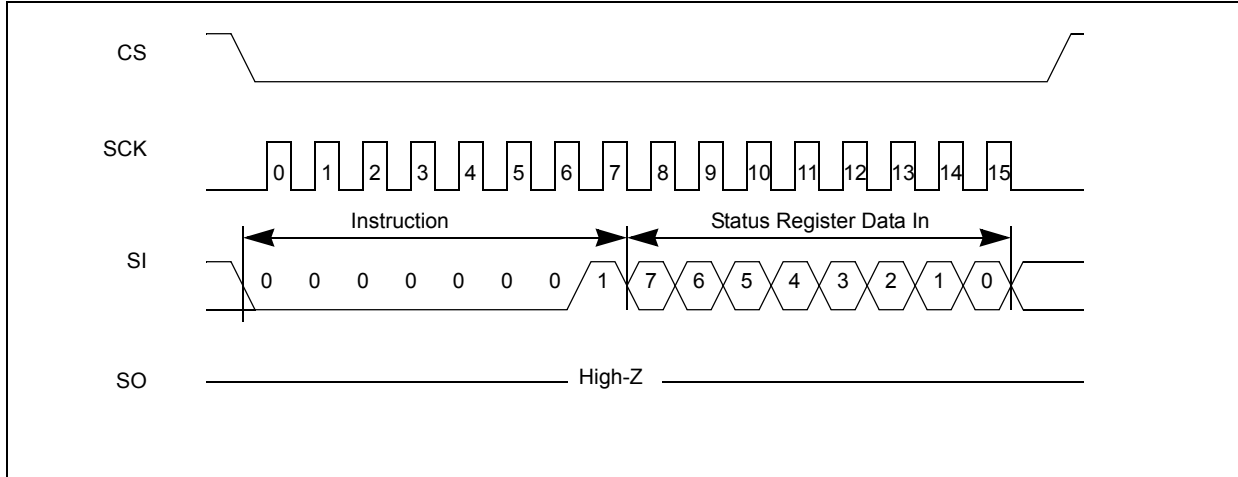 CS
SCK
0 1 2 3 4 5 6 7 8 9 10 11 12 13 14 15
Instruction Status Register Data In
SI
0 0 0 0 0 0 0 1 7 6 5 4 3 2 1 0
SO
High-Z